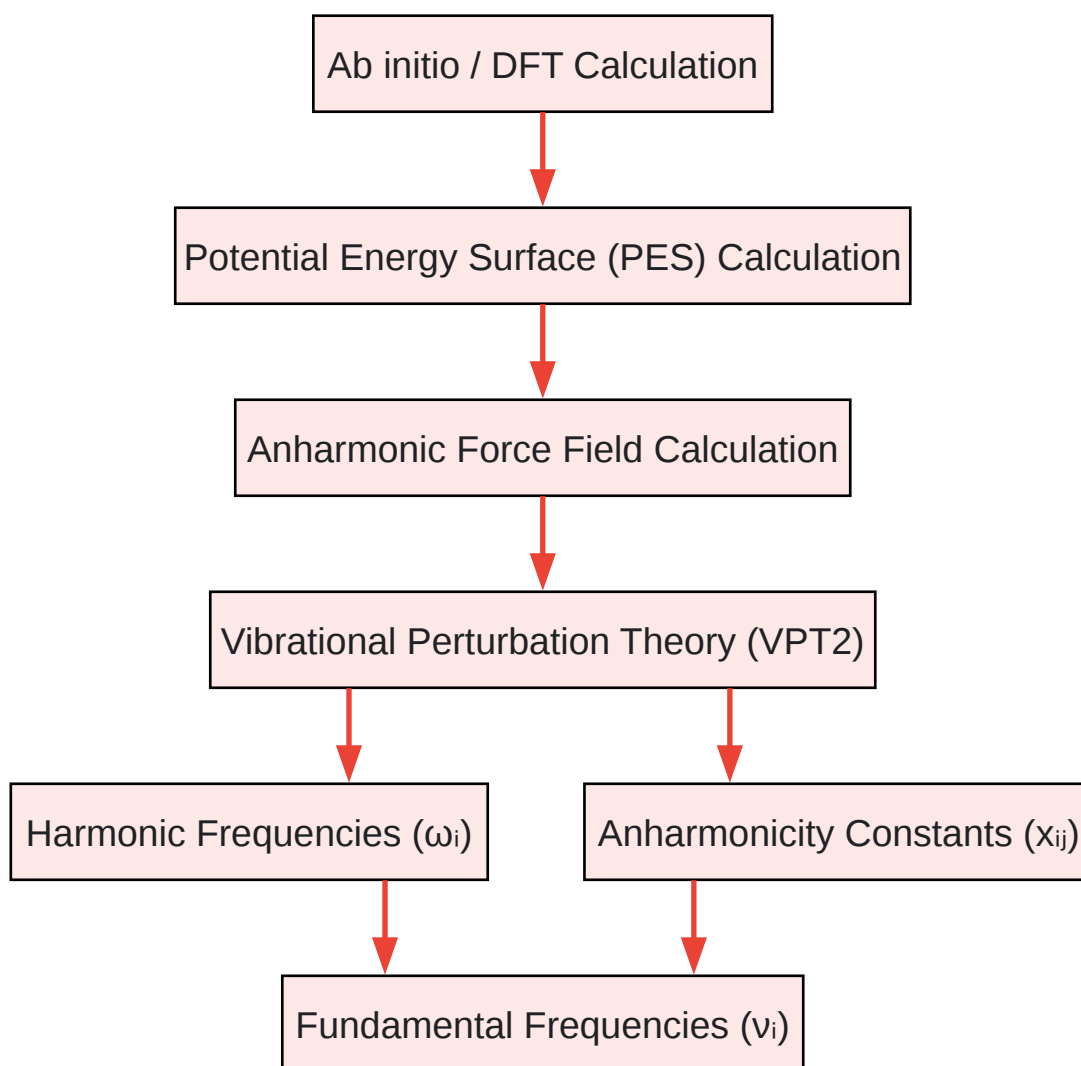 Ab initio / DFT Calculation
Potential Energy Surface (PES) Calculation
Anharmonic Force Field Calculation
Vibrational Perturbation Theory (VPT2)
Harmonic Frequencies (ωᵢ)
Anharmonicity Constants (xᵢⱼ)
Fundamental Frequencies (νᵢ)